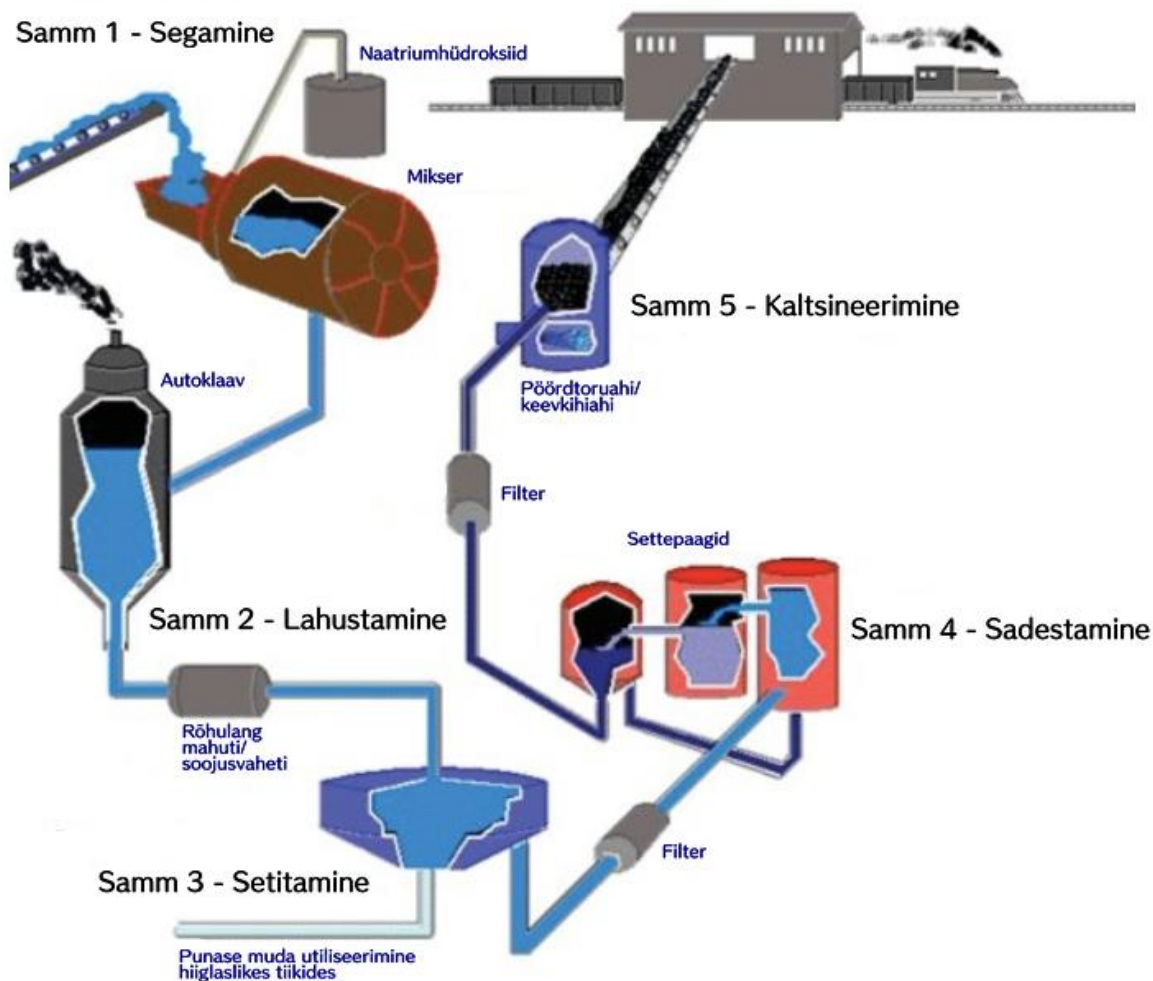 Samm 1 - Segamine
Naatriumhüdroksiid
Mikser
Autoklaav
Samm 5 - Kaltsineerimine
Pöördtoruahi/
keevkihiahi
Filter
Settepaagid
Samm 2 - Lahustamine
Samm 4 - Sadestamine
Rõhulang
mahuti/
soojusvaheti
Filter
Samm 3 - Setitamine
Punase muda utiliseerimine
hiiglaslikes tiikides